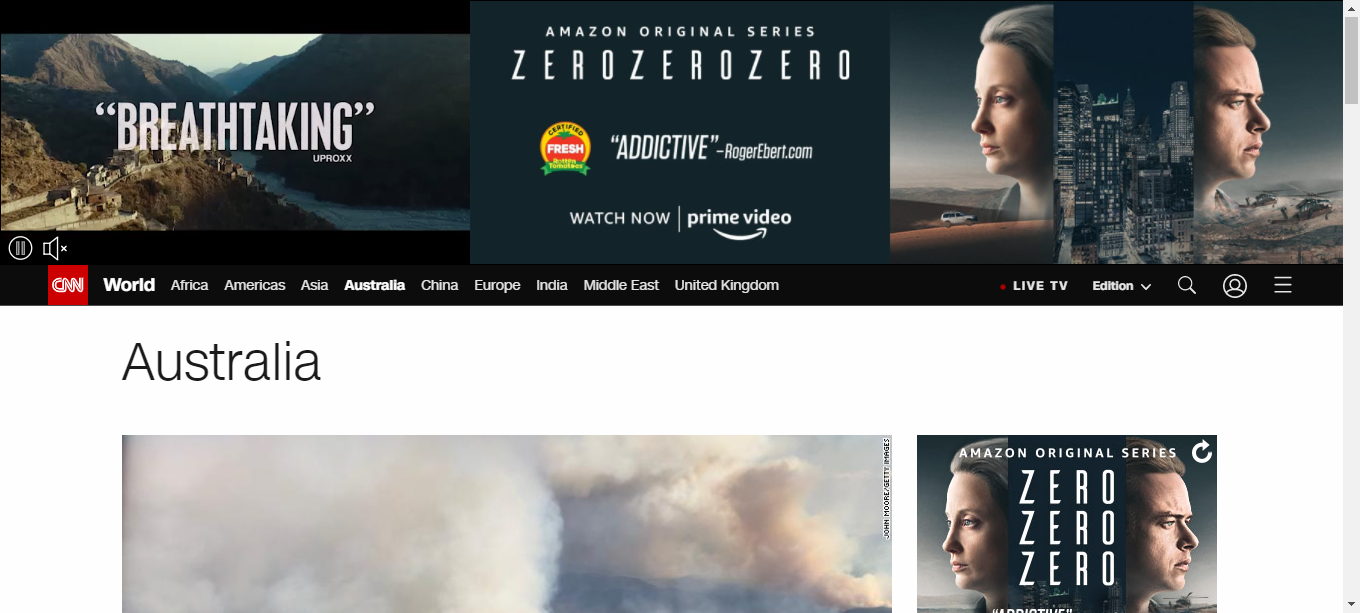 "BREATHTAKING"
UPROXX
AMAZON ORIGINAL SERIES
ZEROZEROZERO
CERTIFIED
FRESH
Rotten
Tomatoes
"ADDICTIVE"–RogerEbert.com
WATCH NOW | prime video
CNN World Africa Americas Asia Australia China Europe India Middle East United Kingdom LIVE TV Edition
Australia
JOHN MOORE/GETTY IMAGES
AMAZON ORIGINAL SERIES
ZERO
ZERO
ZERO
"ADDICTIVE"